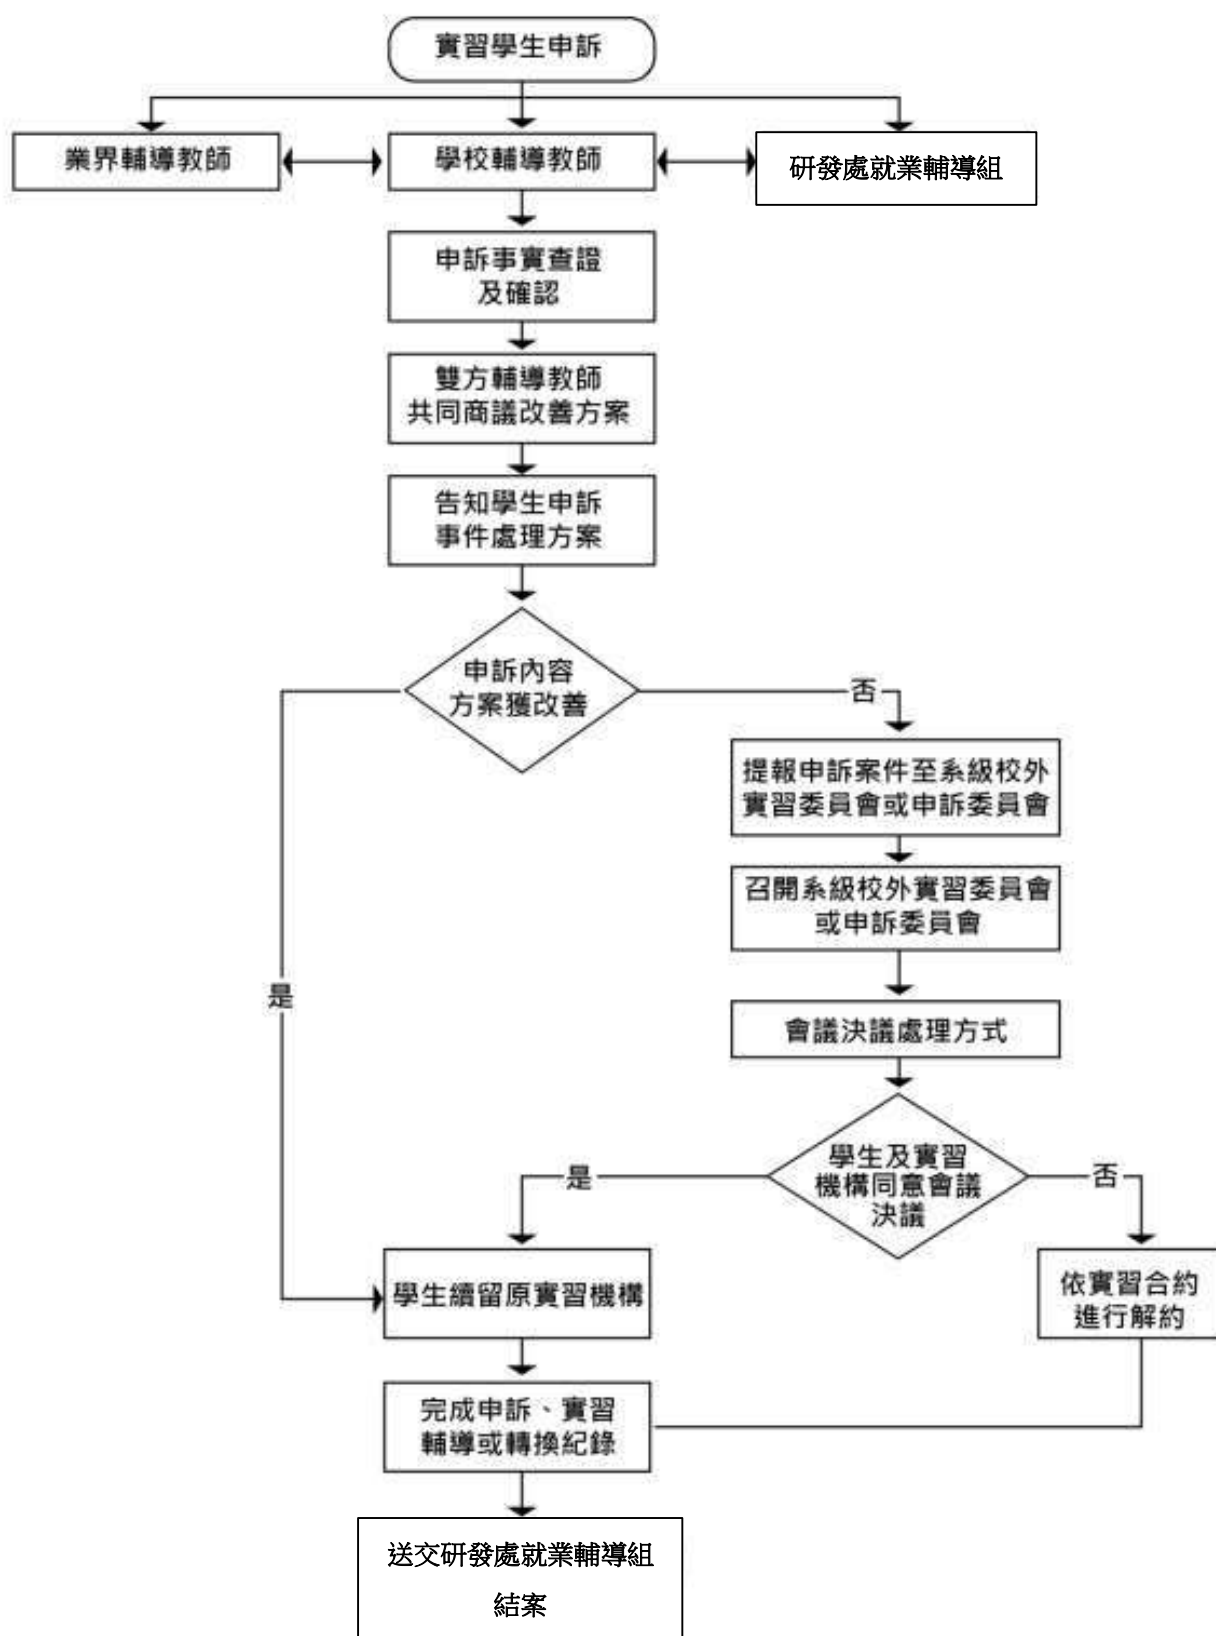 實習學生申訴
業界輔導教師
學校輔導教師
研發處就業輔導組
申訴事實查證
及確認
雙方輔導教師
共同商議改善方案
告知學生申訴
事件處理方案
申訴內容
方案獲改善
否
提報申訴案件至系級校外
實習委員會或申訴委員會
召開系級校外實習委員會
或申訴委員會
是
會議決議處理方式
學生及實習
機構同意會議
決議
是
否
學生續留原實習機構
依實習合約
進行解約
完成申訴、實習
輔導或轉換紀錄
送交研發處就業輔導組
結案